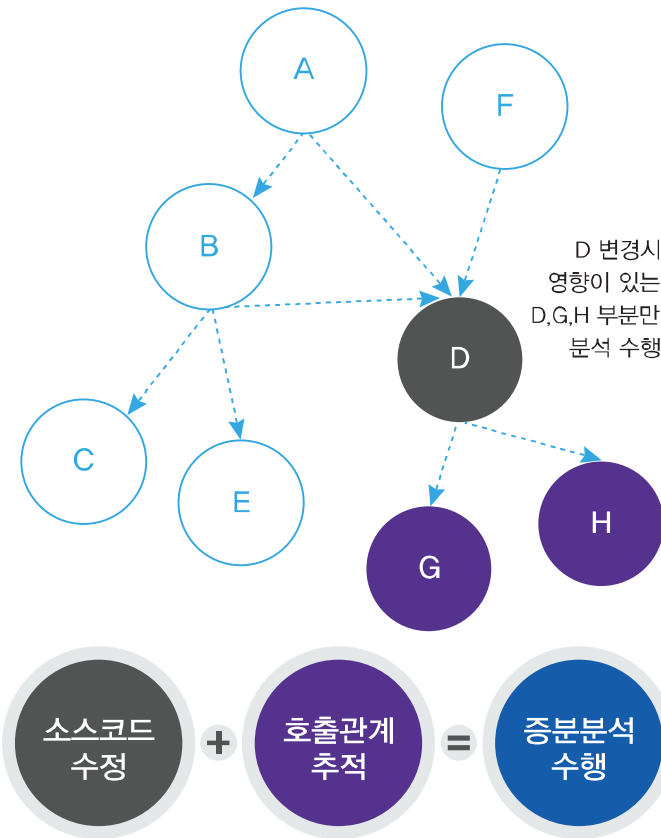 A
F
B
D 변경시
영향이 있는
D,G,H 부분만
분석 수행
D
C
E
H
G
소스코드
수정
+
호출관계
추적
=
증분분석
수행